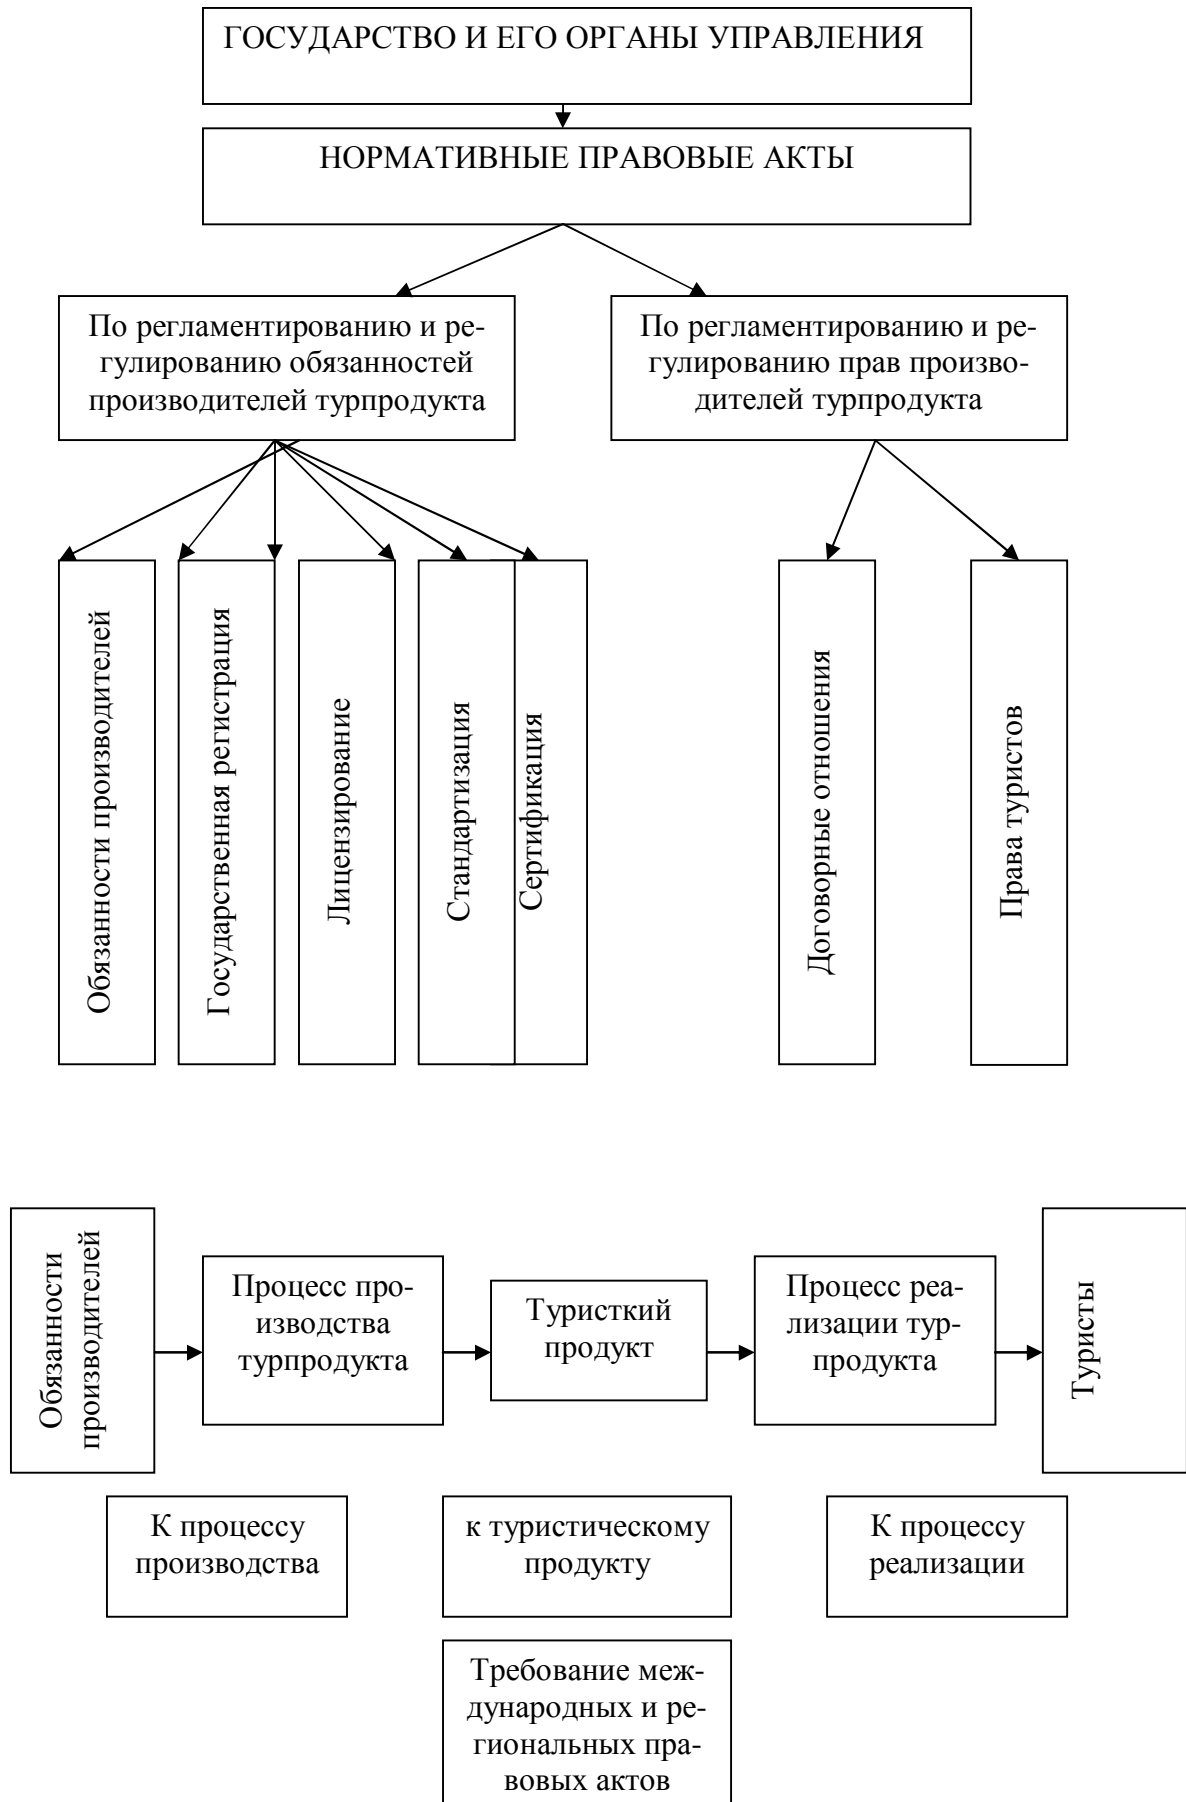 ГОСУДАРСТВО И ЕГО ОРГАНЫ УПРАВЛЕНИЯ
НОРМАТИВНЫЕ ПРАВОВЫЕ АКТЫ
По регламентированию и ре-
гулированию обязанностей
производителей турпродукта
По регламентированию и ре-
гулированию прав произво-
дителей турпродукта
Обязанности производителей
Государственная регистрация
Лицензирование
Стандартизация
Сертификация
Договорные отношения
Права туристов
Обязанности
производителей
Процесс про-
изводства
турпродукта
Туристкий
продукт
Процесс реа-
лизации тур-
продукта
Туристы
К процессу
производства
к туристическому
продукту
К процессу
реализации
Требование меж-
дународных и ре-
гиональных пра-
вовых актов